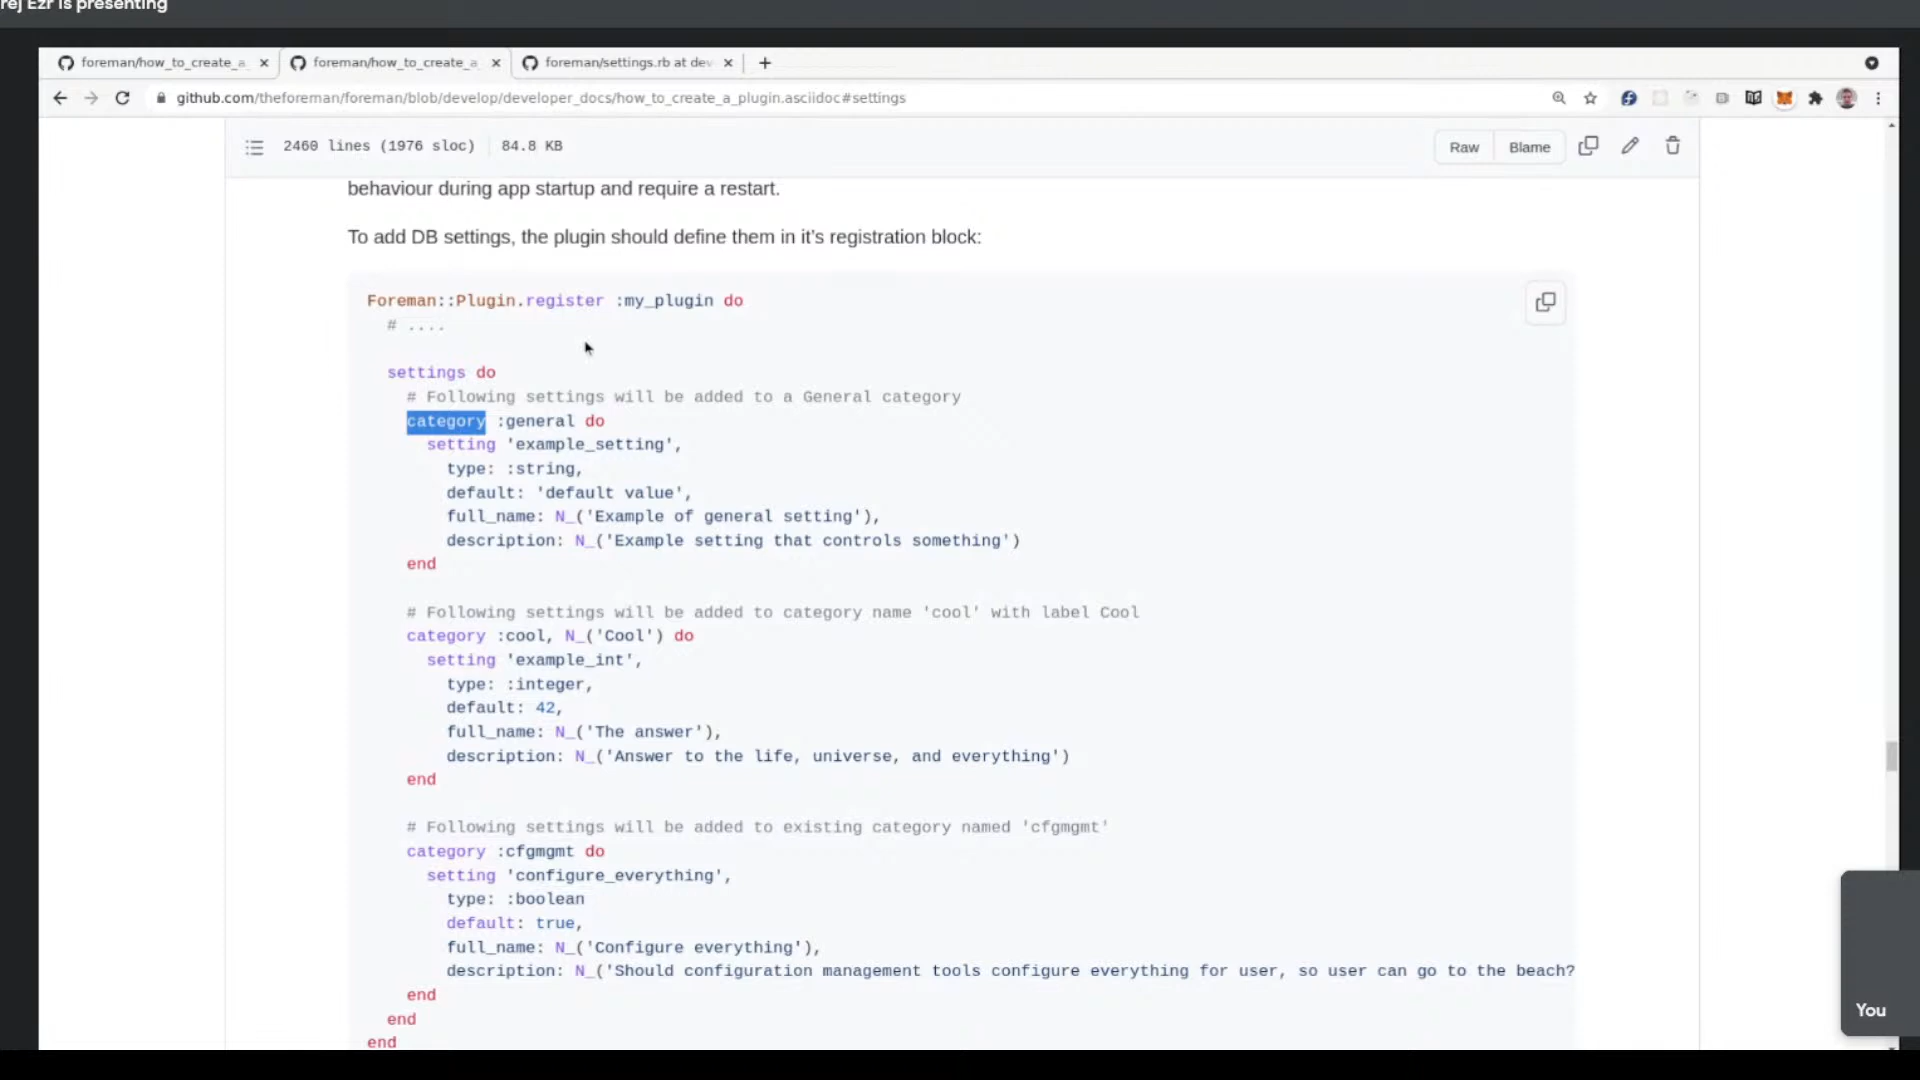 rej Ezr is presenting
foreman/how_to_create_a_
foreman/how_to_create_a_
foreman/settings.rb at dev
github.com/theforeman/foreman/blob/develop/developer_docs/how_to_create_a_plugin.asciidoc#settings
2460 lines (1976 sloc) 84.8 KB
Raw Blame
behaviour during app startup and require a restart.
To add DB settings, the plugin should define them in it's registration block:
Foreman::Plugin.register :my_plugin do
# ....
settings do
# Following settings will be added to a General category
category :general do
setting 'example_setting',
type: :string,
default: 'default value',
full_name: N_('Example of general setting'),
description: N_('Example setting that controls something')
end
# Following settings will be added to category name 'cool' with label Cool
category :cool, N_('Cool') do
setting 'example_int',
type: :integer,
default: 42,
full_name: N_('The answer'),
description: N_('Answer to the life, universe, and everything')
end
# Following settings will be added to existing category named 'cfgmgmt'
category :cfgmgmt do
setting 'configure_everything',
type: :boolean
default: true,
full_name: N_('Configure everything'),
description: N_('Should configuration management tools configure everything for user, so user can go to the beach?
end
end
end
You